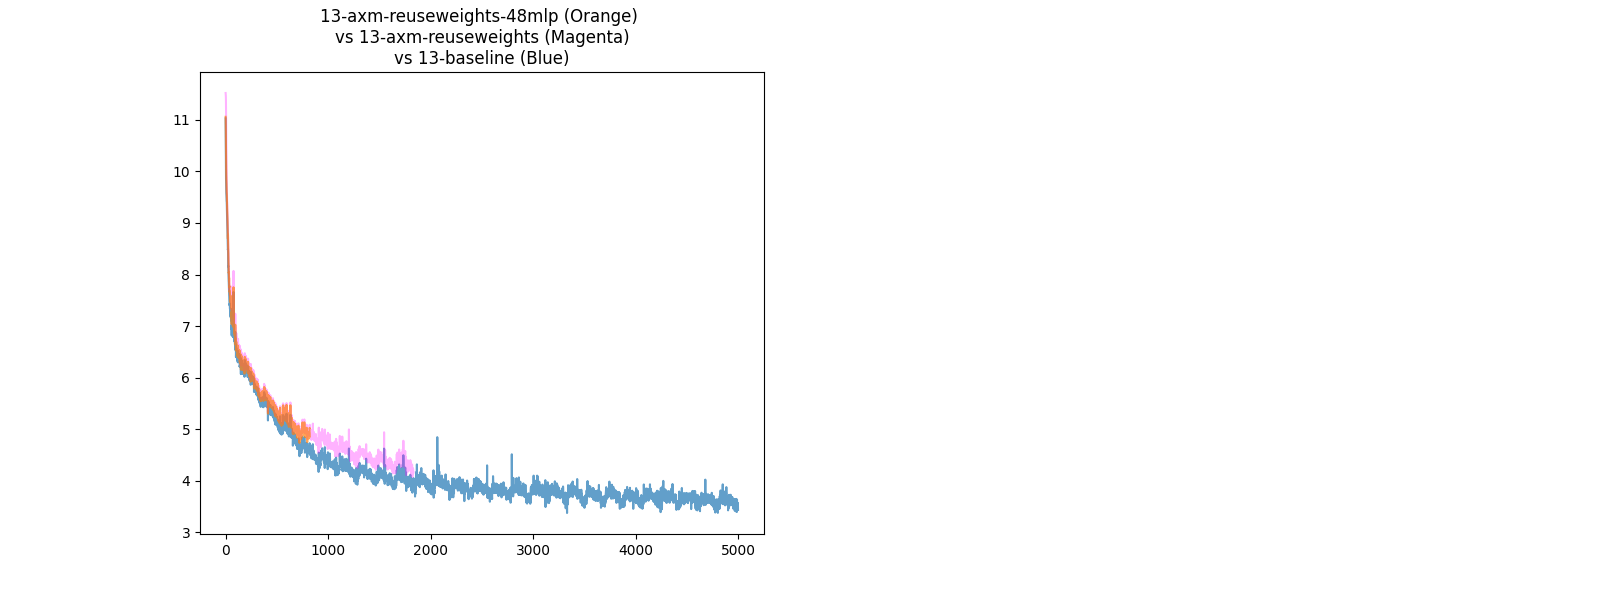 13-axm-reuseweights-48mlp (Orange)
vs 13-axm-reuseweights (Magenta)
vs 13-baseline (Blue)
11
10
9
8
7
6
5
4
3
0 1000 2000 3000 4000 5000